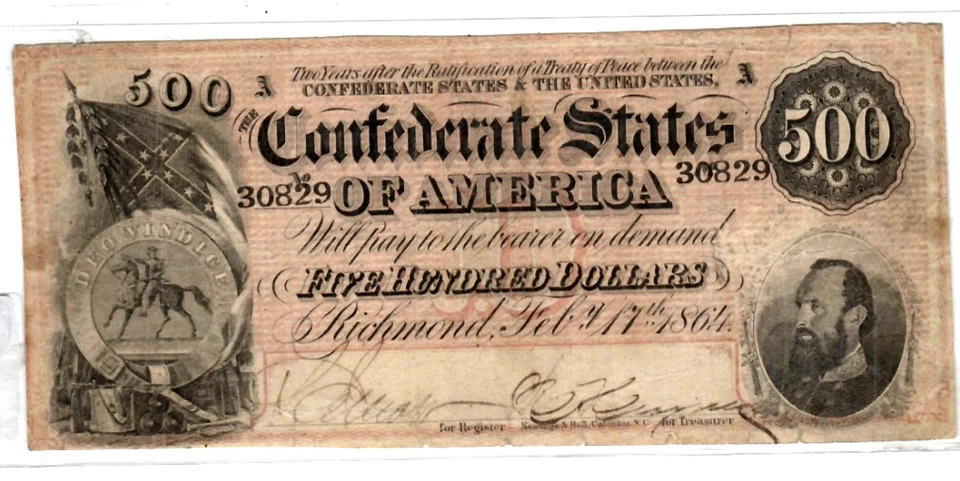 500 A Two Years after the Ratification of a Treaty of Peace between the A
CONFEDERATE STATES & THE UNITED STATES,
THE Confederate States 500
30829 OF AMERICA No 30829
Will pay to the bearer on demand
FIVE HUNDRED DOLLARS
Richmond, Feby 17th 1864.
DEO VINDICE
for Register & Ball, Columbia S.C. for Treasurer